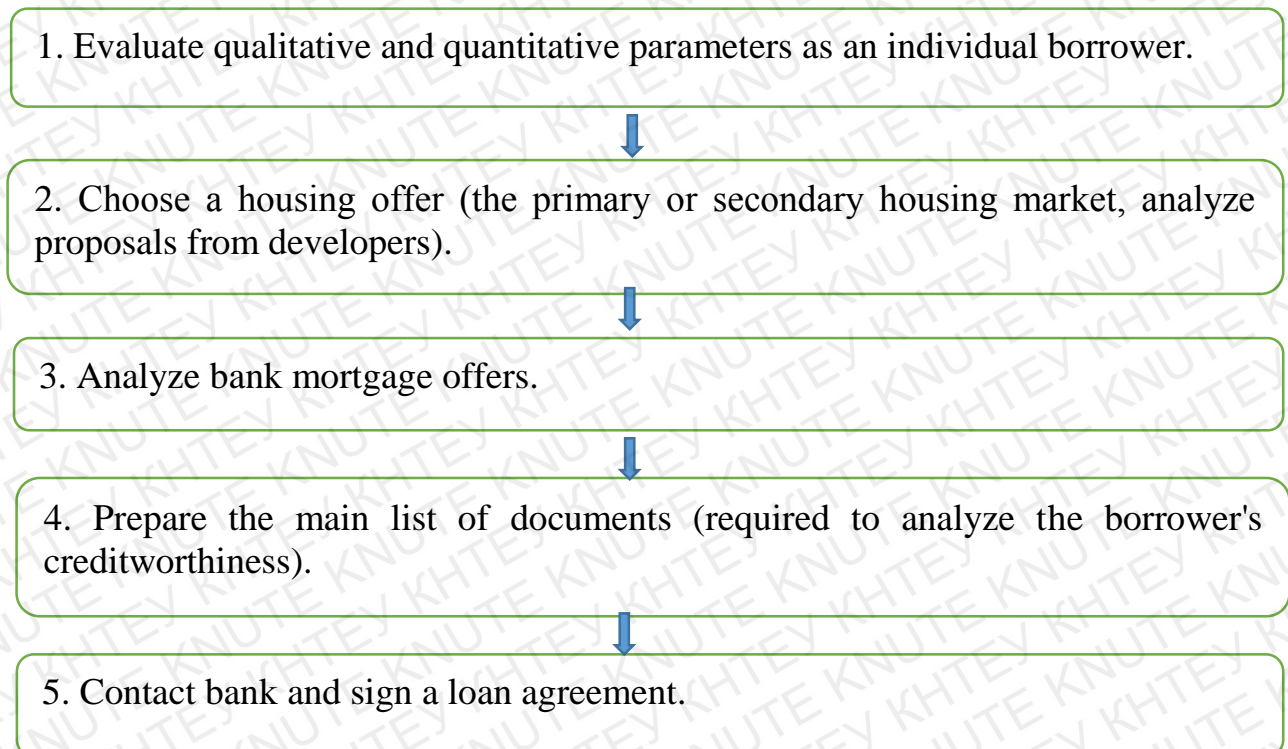 1. Evaluate qualitative and quantitative parameters as an individual borrower.
2. Choose a housing offer (the primary or secondary housing market, analyze
proposals from developers).
3. Analyze bank mortgage offers.
4. Prepare the main list of documents (required to analyze the borrower's
creditworthiness).
5. Contact bank and sign a loan agreement.